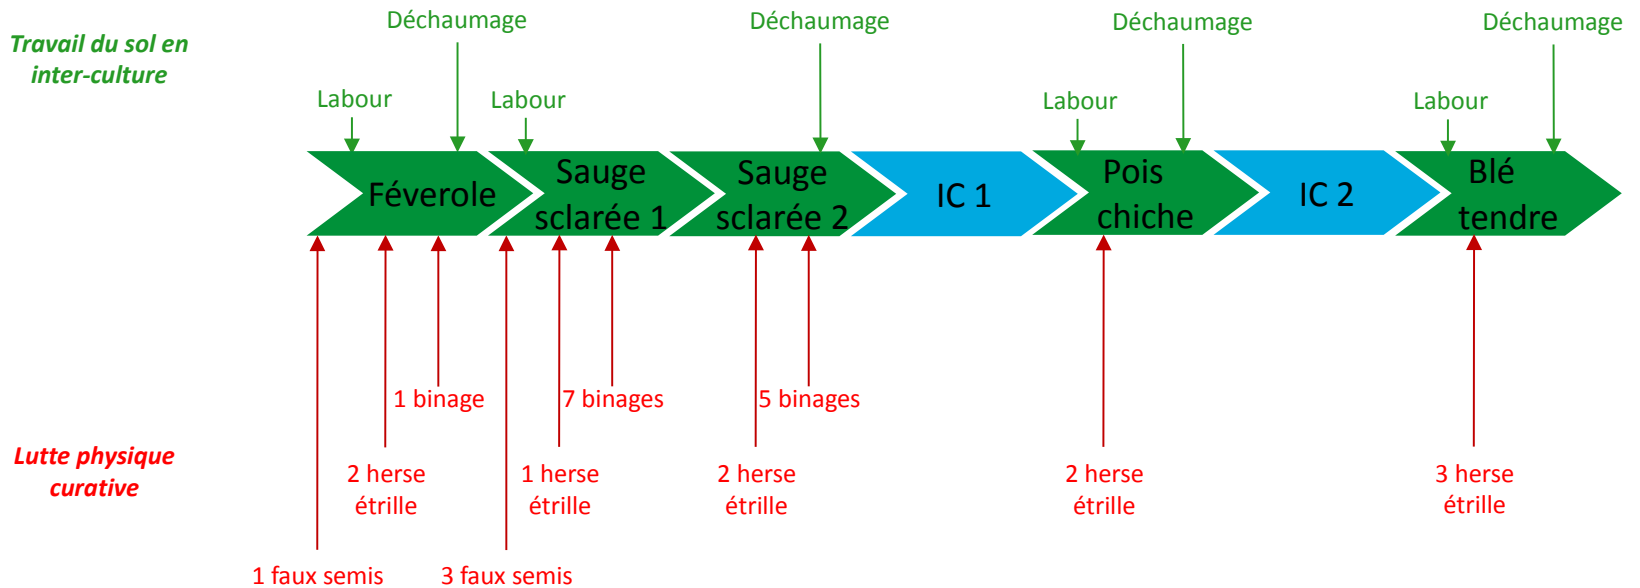 Travail du sol en
inter-culture
Déchaumage
Déchaumage
Déchaumage
Déchaumage
Labour
Labour
Labour
Labour
Féverole
Sauge
sclarée 1
Sauge
sclarée 2
IC 1
Pois
chiche
IC 2
Blé
tendre
1 binage
7 binages
5 binages
Lutte physique
curative
2 herse
étrille
1 herse
étrille
2 herse
étrille
2 herse
étrille
3 herse
étrille
1 faux semis
3 faux semis